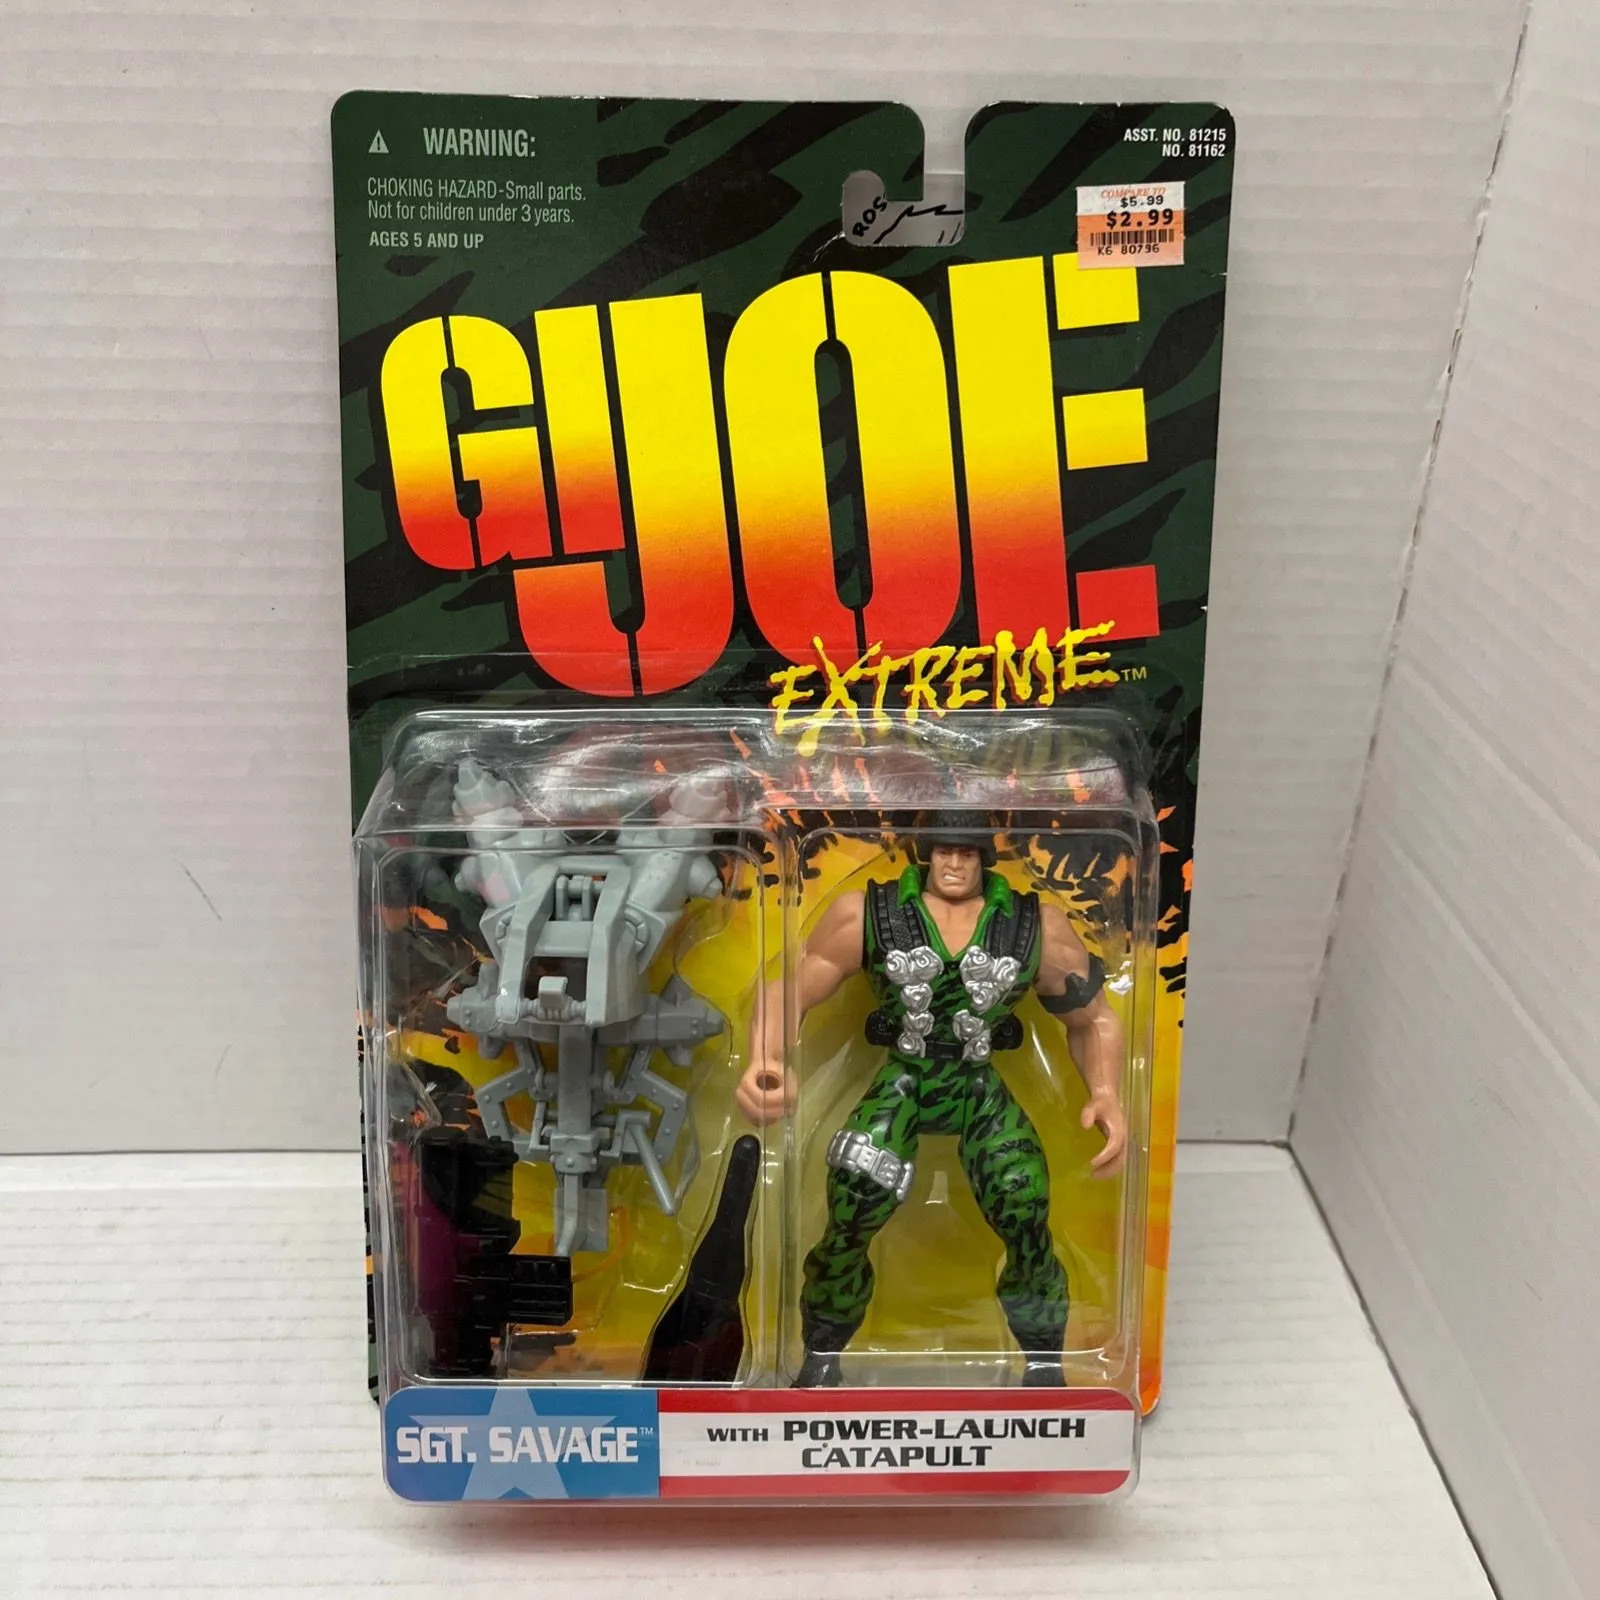 WARNING:
CHOKING HAZARD-Small parts.
Not for children under 3 years.
AGES 5 AND UP
ASST. NO. 81215
NO. 81162
COMPARE TO
$5.99
$2.99
K6 80796
ROS
GI JOE
EXTREME™
SGT. SAVAGE™
WITH POWER-LAUNCH
CATAPULT